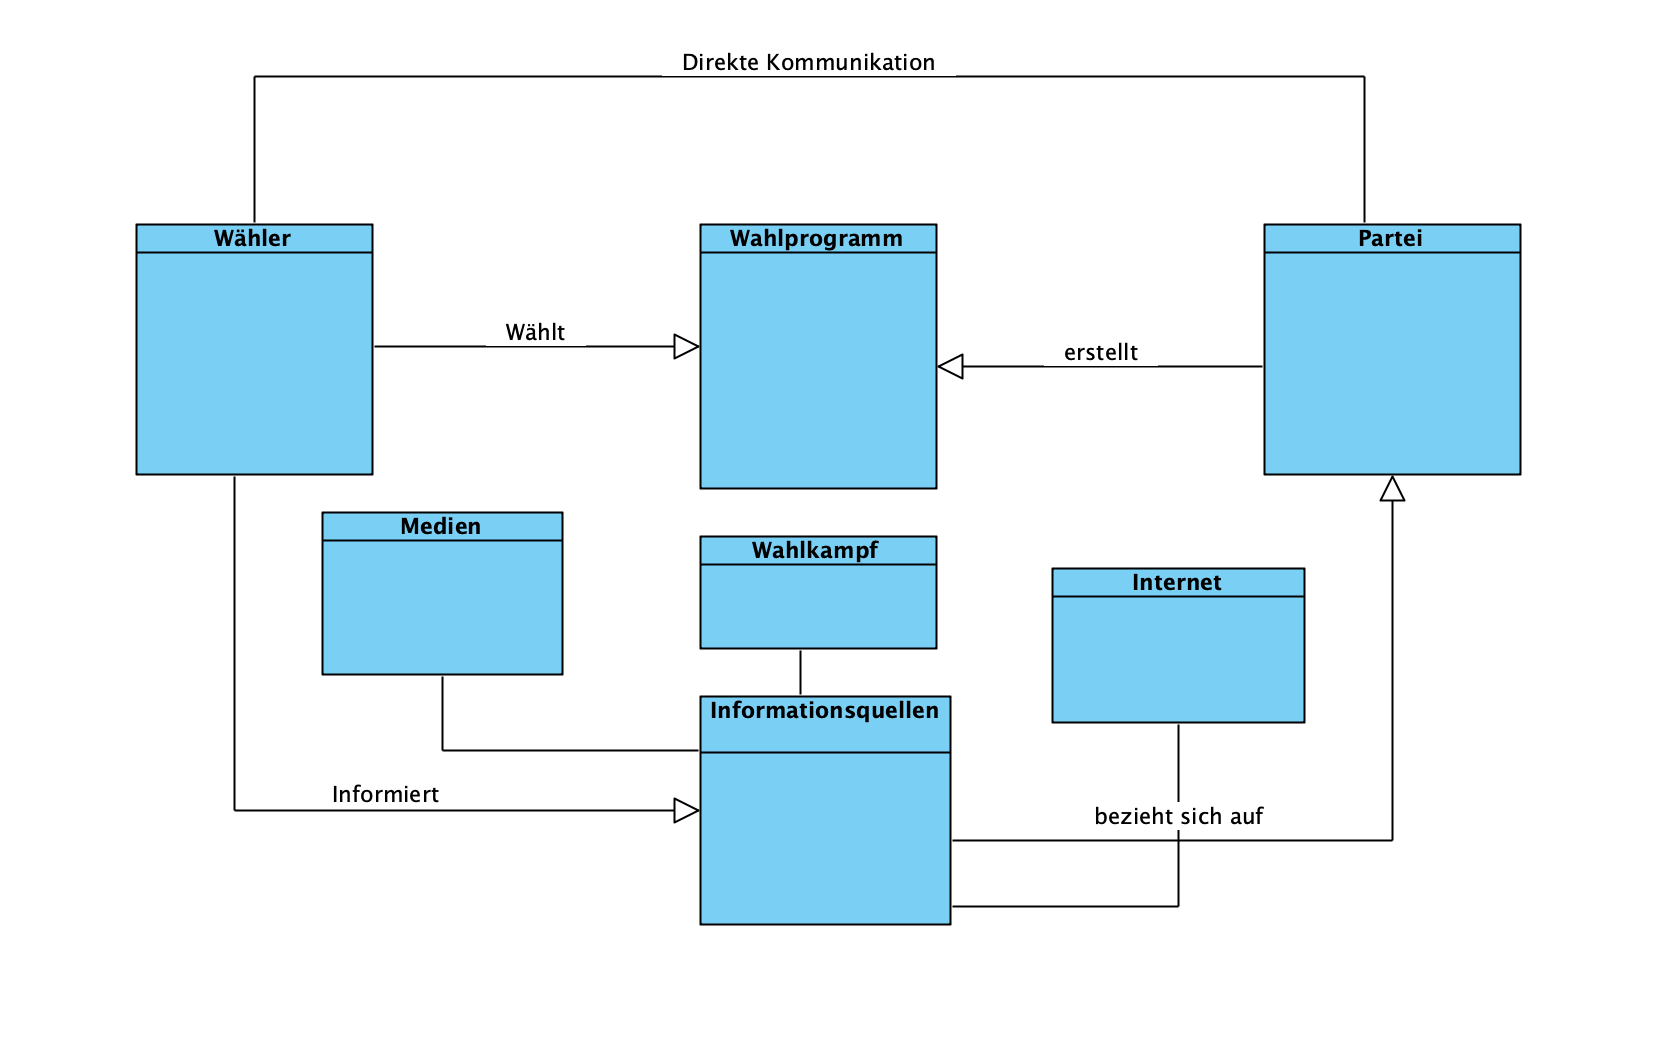 Direkte Kommunikation
Wähler
Wahlprogramm
Partei
Wählt
erstellt
Medien
Wahlkampf
Internet
Informationsquellen
Informiert
bezieht sich auf